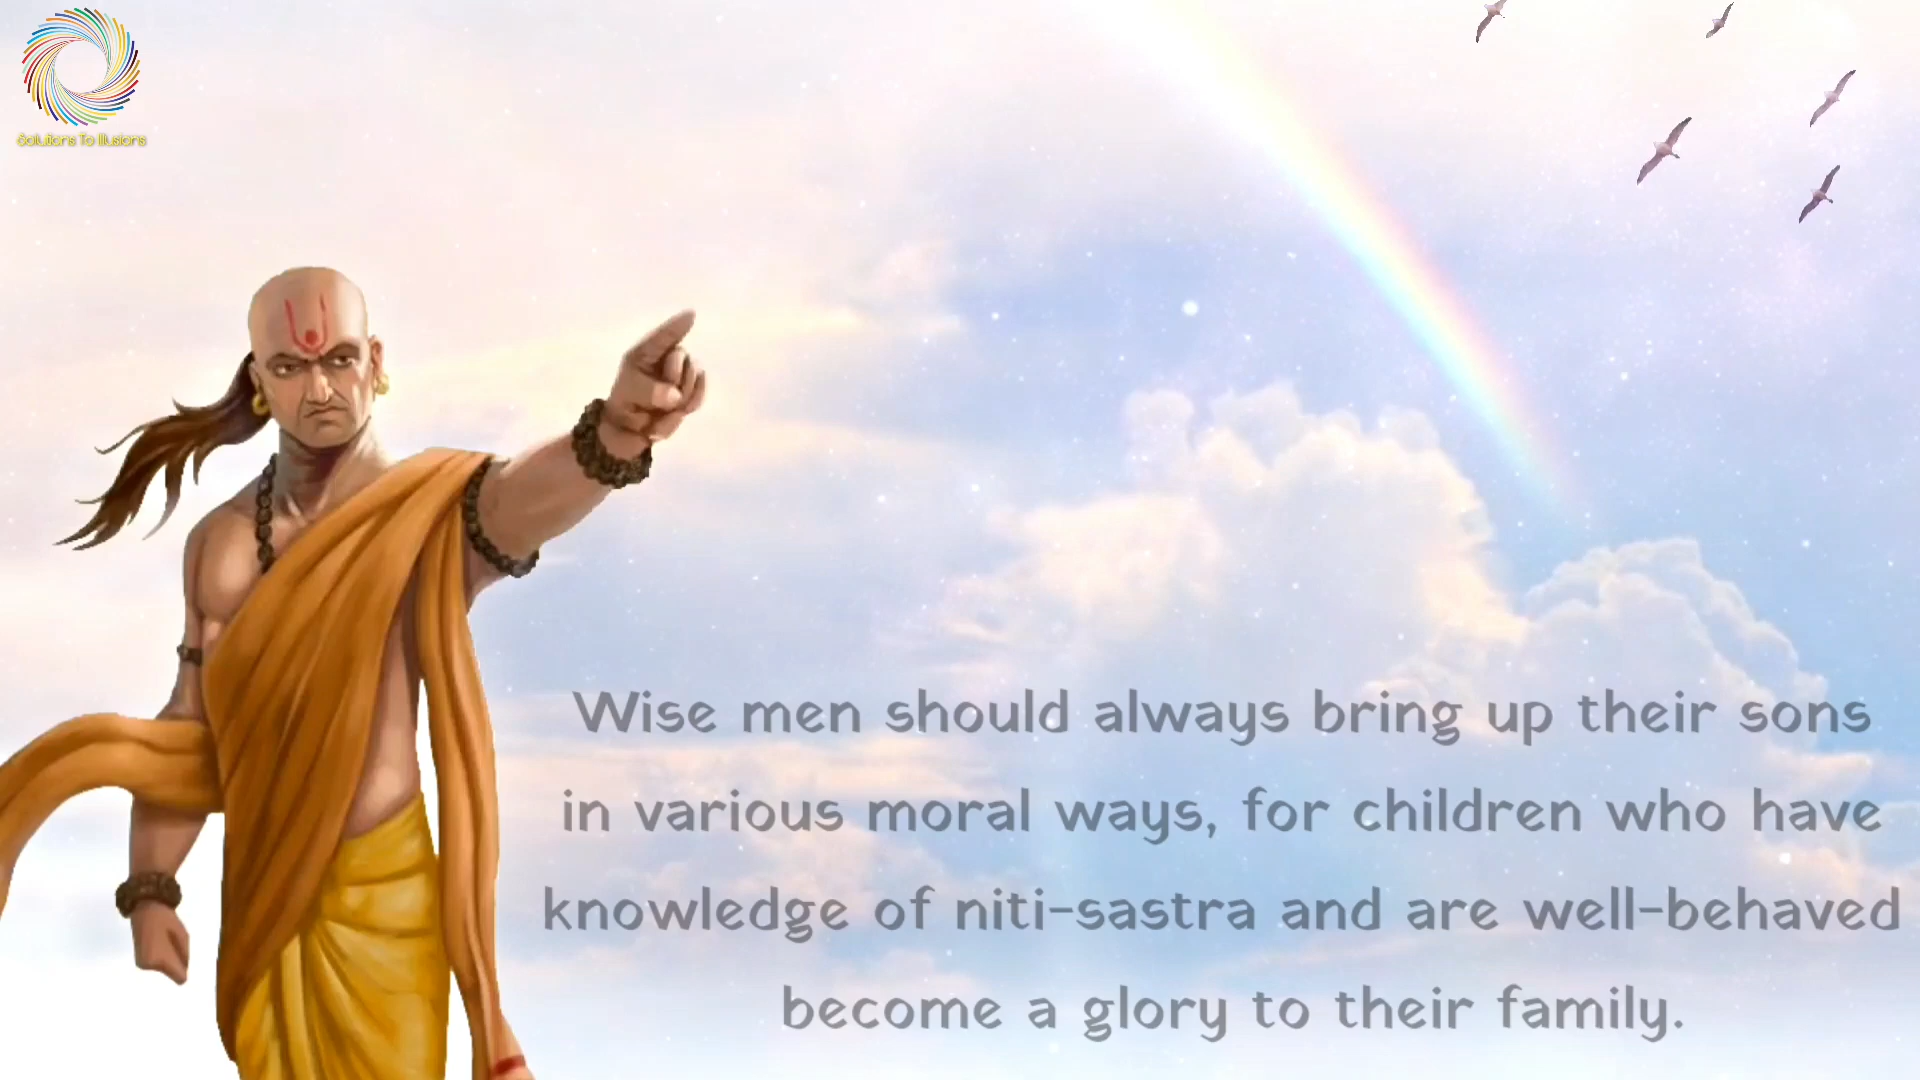 Solutions To Illusions
Wise men should always bring up their sons
in various moral ways, for children who have
knowledge of niti-sastra and are well-behaved
become a glory to their family.